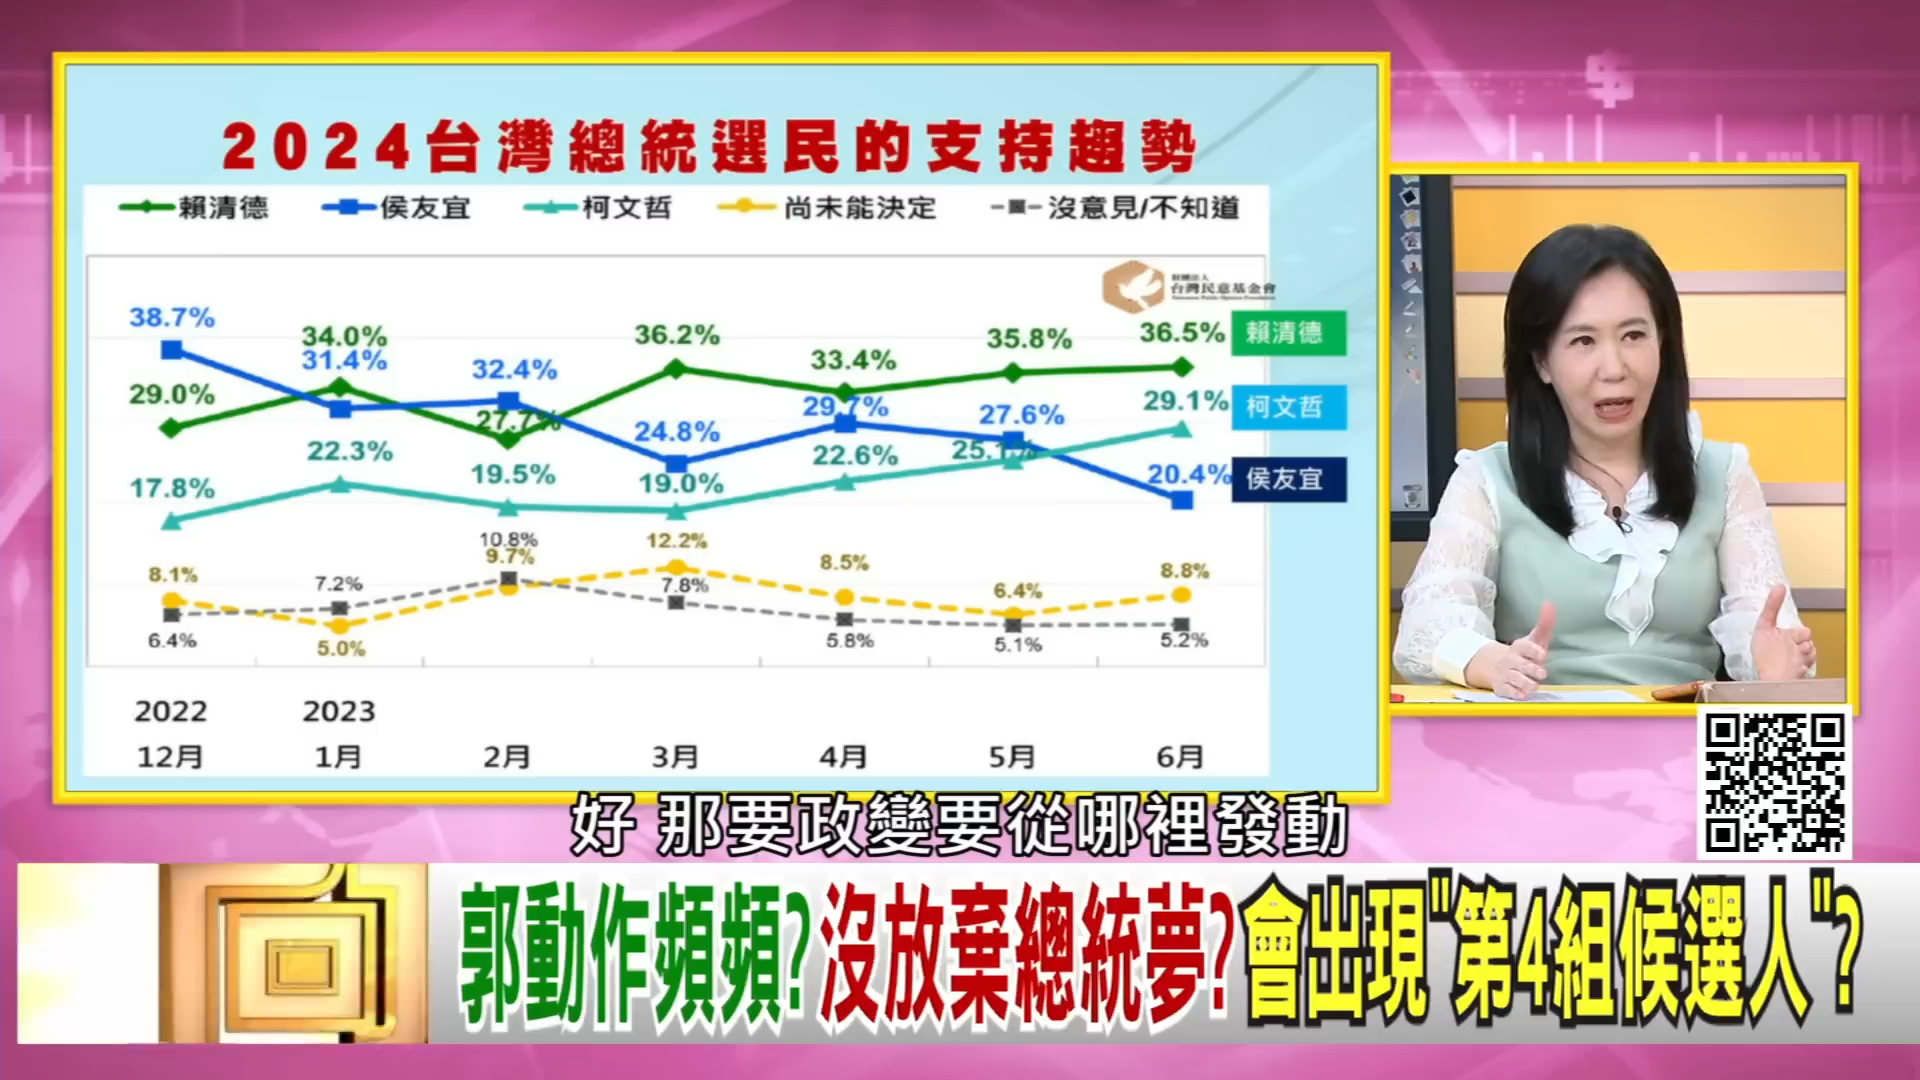 2024台灣總統選民的支持趨勢
賴清德 侯友宜 柯文哲 尚未能決定 沒意見/不知道
財團法人
台灣民意基金會
38.7% 34.0% 31.4% 32.4% 36.2% 33.4% 35.8% 36.5% 賴清德
29.0% 27.7% 24.8% 29.7% 27.6% 29.1% 柯文哲
17.8% 22.3% 19.5% 19.0% 22.6% 25.1% 20.4% 侯友宜
8.1% 7.2% 10.8% 9.7% 12.2% 7.8% 8.5% 6.4% 8.8%
6.4% 5.0% 5.8% 5.1% 5.2%
2022 2023
12月 1月 2月 3月 4月 5月 6月
好 那要政變要從哪裡發動
郭動作頻頻?沒放棄總統夢?會出現"第4組候選人"?